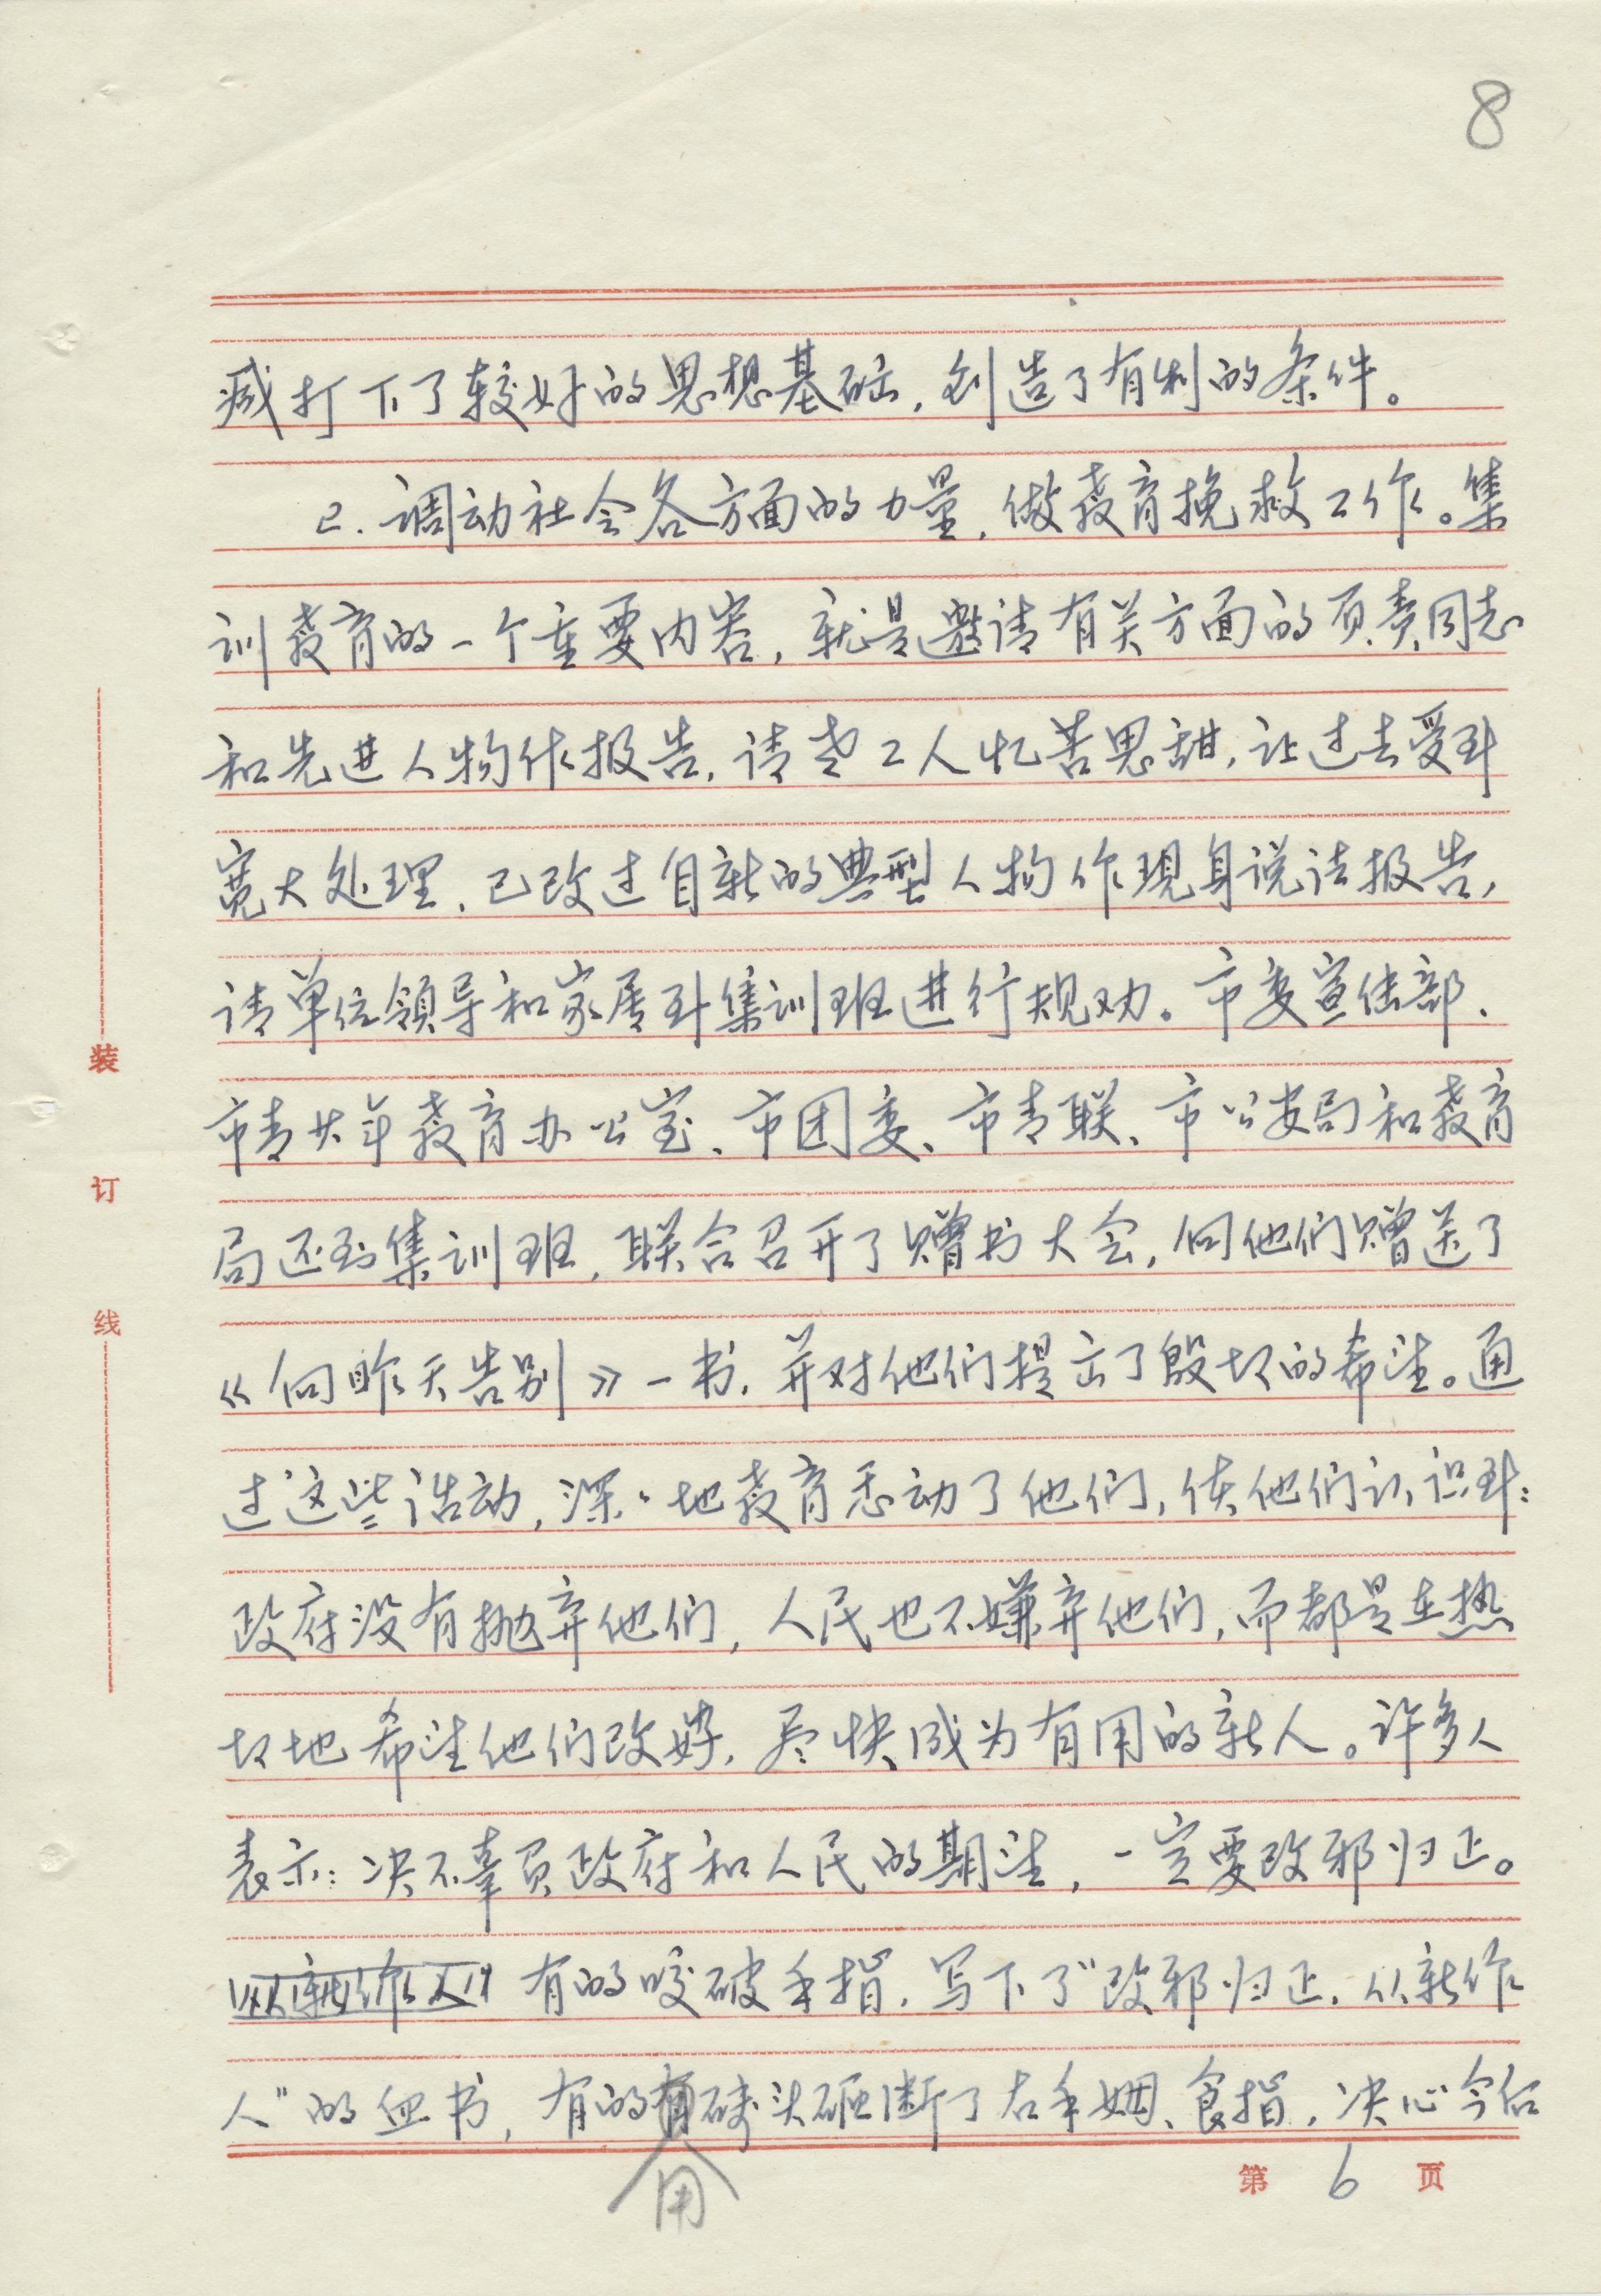 8
臧打下了较好的思想基础，创造了有利的条件。
2. 调动社会各方面的力量，做教育挽救工作。集
训教育的一个重要内容，就是邀请有关方面的负责同志
和先进人物作报告，请老工人忆苦思甜，让过去受到
宽大处理、已改过自新的典型人物作现身说法报告，
请单位领导和家属到集训班进行规劝。市委宣传部、
市青少年教育办公室、市团委、市青联、市公安局和教育
局还到集训班，联合召开了赠书大会，向他们赠送了
《向昨天告别》一书，并对他们提出了殷切的希望。通
过这些活动，深深地教育感动了他们，使他们认识到：
政府没有抛弃他们，人民也不嫌弃他们，而都是在热
切地希望他们改好，尽快成为有用的新人。许多人
表示：决不辜负政府和人民的期望，一定要改邪归正。
从新作人 有的咬破手指，写下了“改邪归正，从新作
人”的血书，有的用砖头砸断了右手姆、食指，决心今后
用
第 6 页
装
订
线